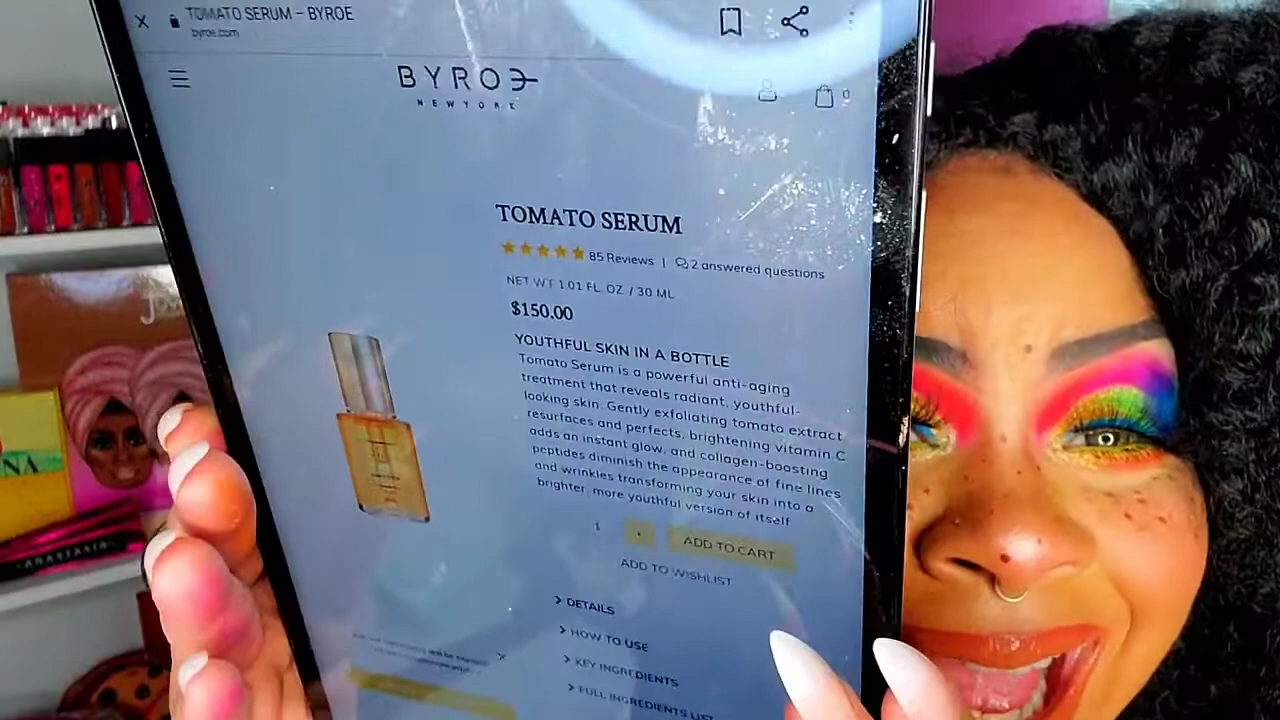 TOMATO SERUM – BYROE
byroe.com
BYROE
NEW YORK
0
TOMATO SERUM
85 Reviews | 2 answered questions
NET WT 1.01 FL. OZ / 30 ML
$150.00
YOUTHFUL SKIN IN A BOTTLE
Tomato Serum is a powerful anti-aging
treatment that reveals radiant, youthful-
looking skin. Gently exfoliating tomato extract
resurfaces and perfects, brightening vitamin C
adds an instant glow, and collagen-boosting
peptides diminish the appearance of fine lines
and wrinkles transforming your skin into a
brighter, more youthful version of itself
1
ADD TO CART
ADD TO WISHLIST
DETAILS
HOW TO USE
KEY INGREDIENTS
FULL INGREDIENTS LIST
NA
ANASTASIA